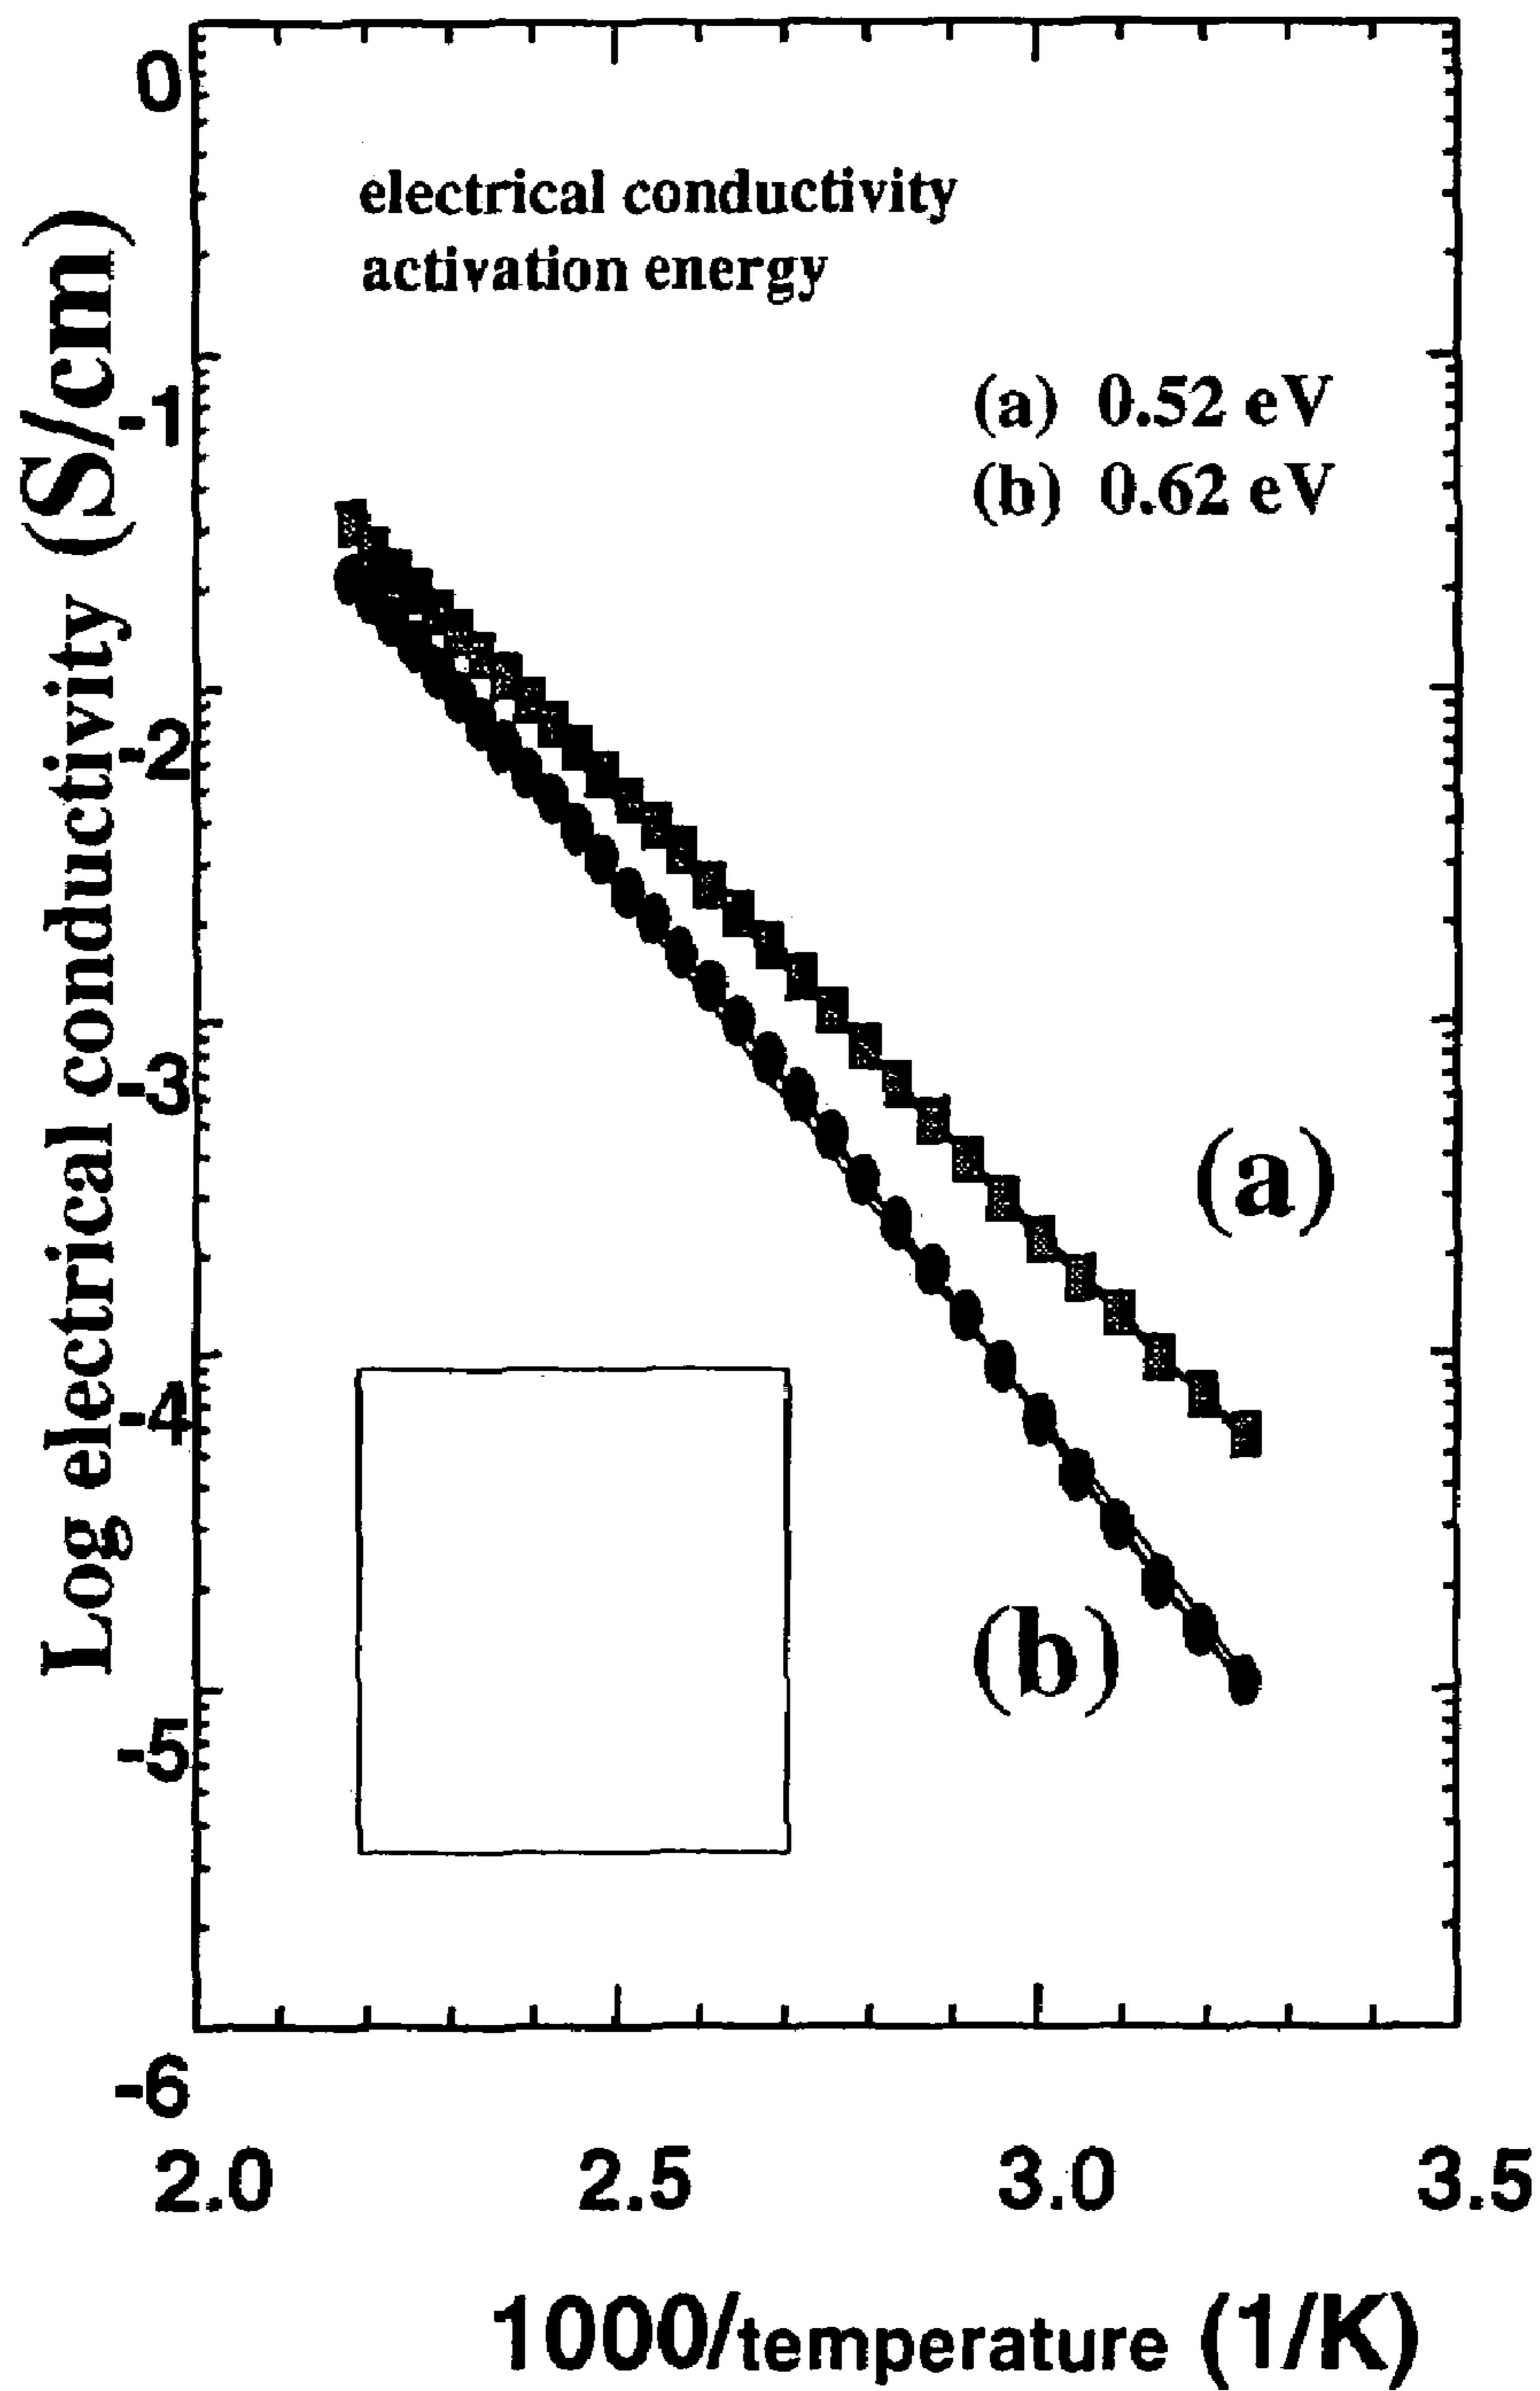 0
electrical conductivity
activation energy
(a) 0.52 eV
(b) 0.62 eV
-1
-2
-3
-4
-5
-6
(a)
(b)
Log electrical conductivity (S/cm)
2.0 2.5 3.0 3.5
1000/temperature (1/K)